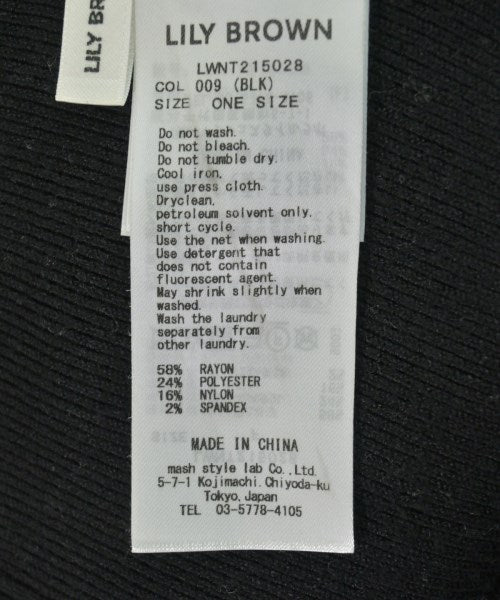 LILY BR
LILY BROWN
LWNT215028
COL 009 (BLK)
SIZE ONE SIZE
Do not wash.
Do not bleach.
Do not tumble dry.
Cool iron.
use press cloth.
Dryclean.
petroleum solvent only.
short cycle.
Use the net when washing.
Use detergent that
does not contain
fluorescent agent.
May shrink slightly when
washed.
Wash the laundry
separately from
other laundry.
58% RAYON
24% POLYESTER
16% NYLON
2% SPANDEX
MADE IN CHINA
mash style lab Co.,Ltd.
5-7-1 Kojimachi.Chiyoda-ku
Tokyo,Japan
TEL 03-5778-4105